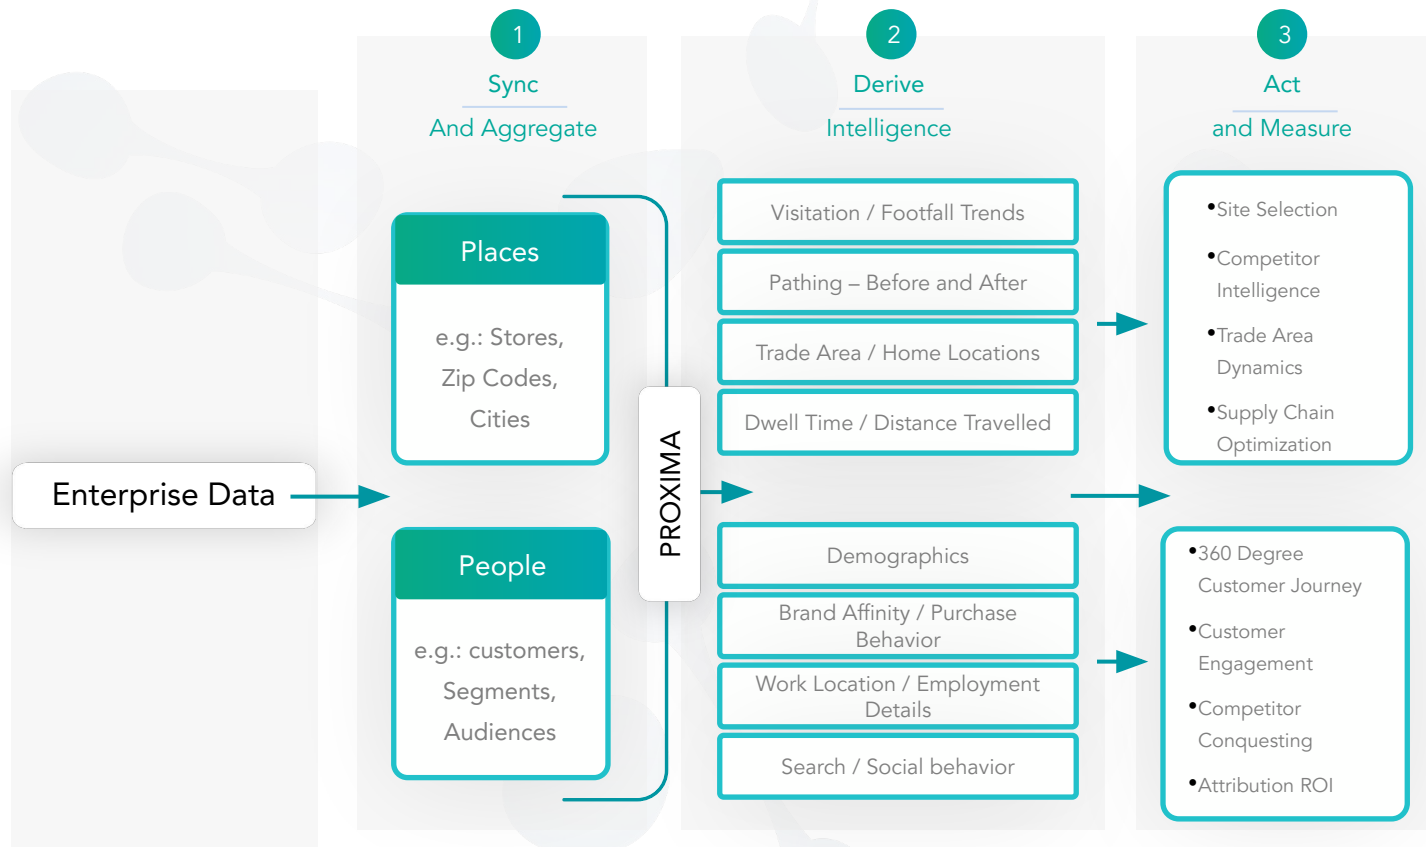 Enterprise Data
1
Sync
And Aggregate
Places
e.g.: Stores,
Zip Codes,
Cities
People
e.g.: customers,
Segments,
Audiences
PROXIMA
2
Derive
Intelligence
Visitation / Footfall Trends
Pathing – Before and After
Trade Area / Home Locations
Dwell Time / Distance Travelled
Demographics
Brand Affinity / Purchase
Behavior
Work Location / Employment
Details
Search / Social behavior
3
Act
and Measure
•Site Selection
•Competitor
Intelligence
•Trade Area
Dynamics
•Supply Chain
Optimization
•360 Degree
Customer Journey
•Customer
Engagement
•Competitor
Conquesting
•Attribution ROI